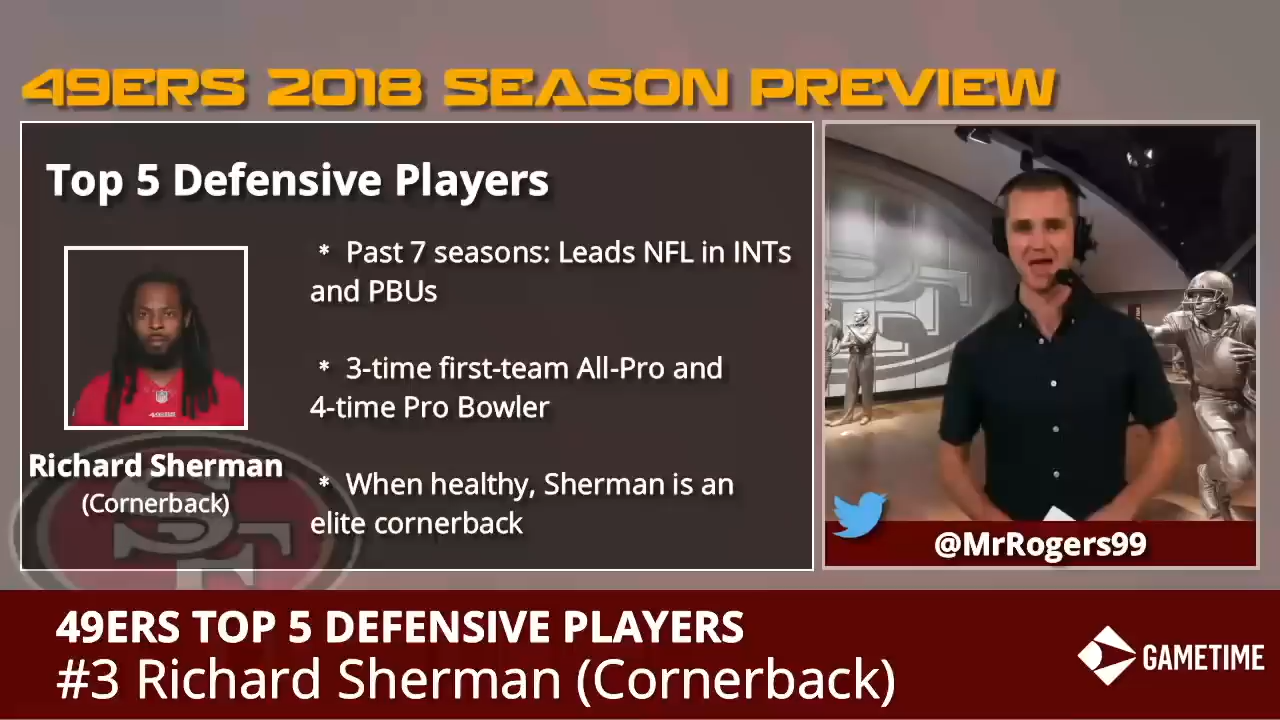 49ERS 2018 SEASON PREVIEW
Top 5 Defensive Players
* Past 7 seasons: Leads NFL in INTs
and PBUs
* 3-time first-team All-Pro and
4-time Pro Bowler
* When healthy, Sherman is an
elite cornerback
Richard Sherman
(Cornerback)
SF
SF
@MrRogers99
49ERS TOP 5 DEFENSIVE PLAYERS
#3 Richard Sherman (Cornerback)
GAMETIME